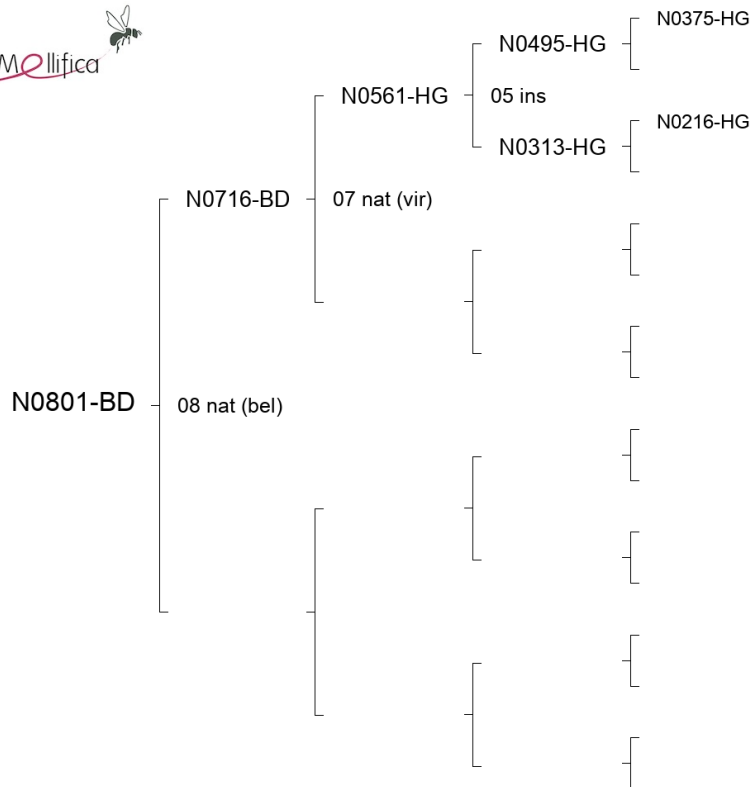 Mellifica
N0375-HG
N0495-HG
N0561-HG
05 ins
N0313-HG
N0216-HG
N0716-BD
07 nat (vir)
N0801-BD
08 nat (bel)